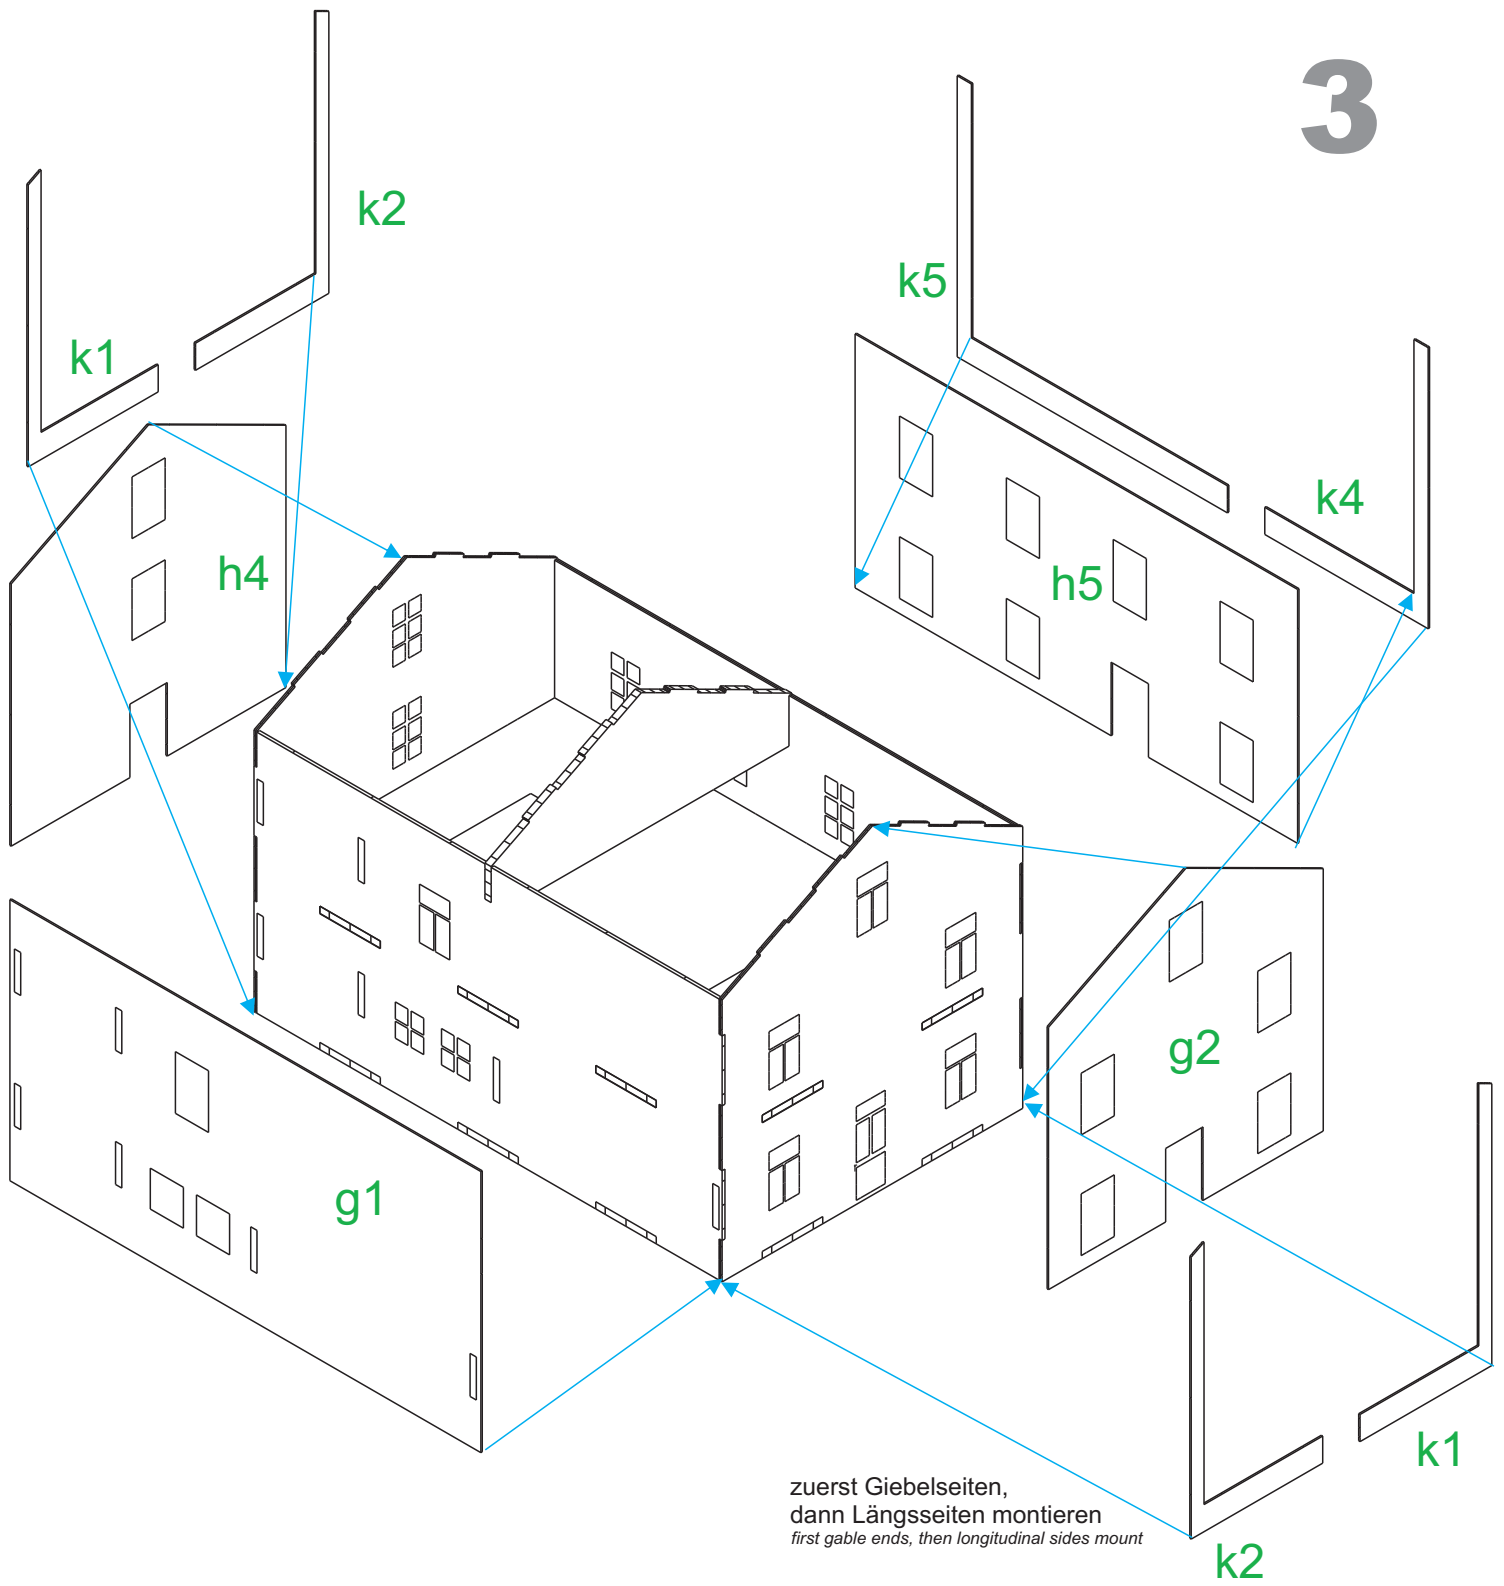 3
k2
k5
k1
k4
h4
h5
g2
g1
k1
zuerst Giebelseiten,
dann Längsseiten montieren
first gable ends, then longitudinal sides mount
k2